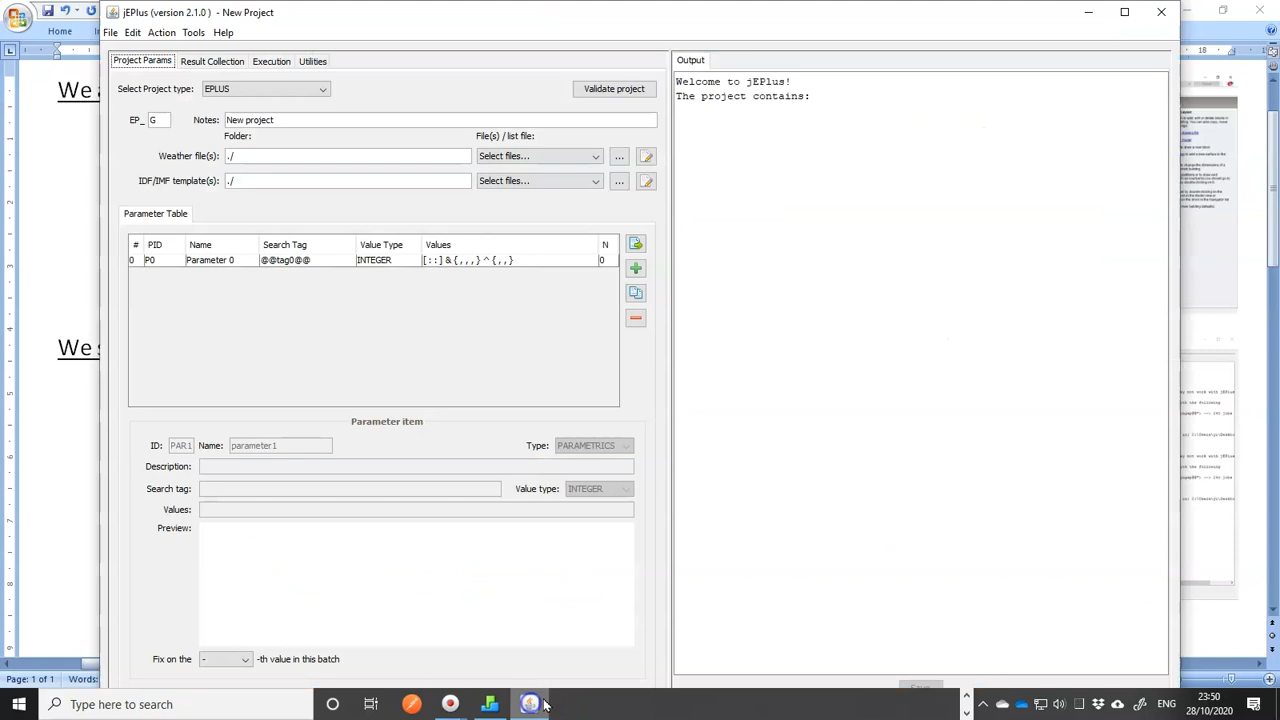 jEPlus (version 2.1.0 ) - New Project
Home
File Edit Action Tools Help
Project Params Result Collection Execution Utilities
Select Project type: EPLUS Validate project
EP_ G Notes: New project
Folder: / list file:
Weather file(s): ./ Select files... ...
IDF/IMF template(s): ./ ...
Parameter Table
# PID Name Search Tag Value Type Values N
0 P0 Parameter 0 @@tag0@@ INTEGER [::] & {,,,} ^ {,,} 0
Parameter item
ID: PAR1 Name: parameter1 Type: PARAMETRICS
Description:
Search tag: Value type: INTEGER
Values:
Preview:
Fix on the - -th value in this batch
Output
Welcome to jEPlus!
The project contains:
We
We s
18
Page: 1 of 1 Words:
Type here to search
ENG
23:50
28/10/2020